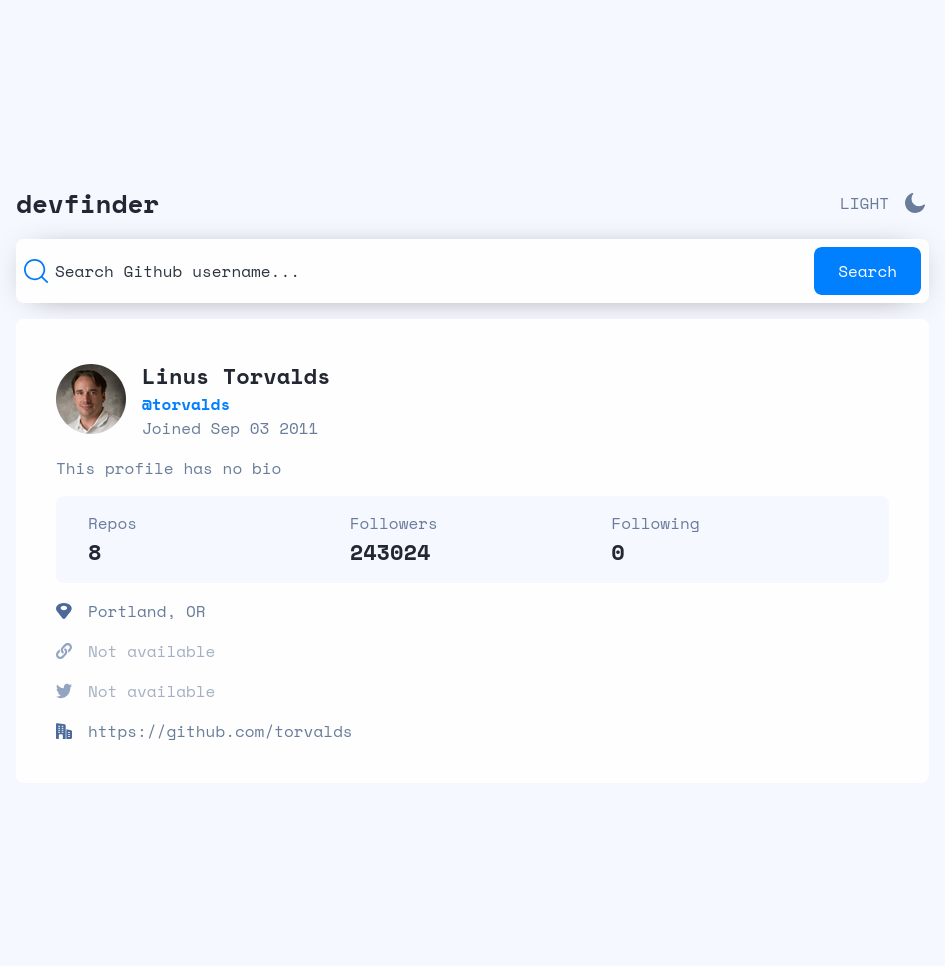 devfinder
LIGHT
Search Github username...
Search
Linus Torvalds
@torvalds
Joined Sep 03 2011
This profile has no bio
Repos Followers Following
8 243024 0
Portland, OR
Not available
Not available
https://github.com/torvalds